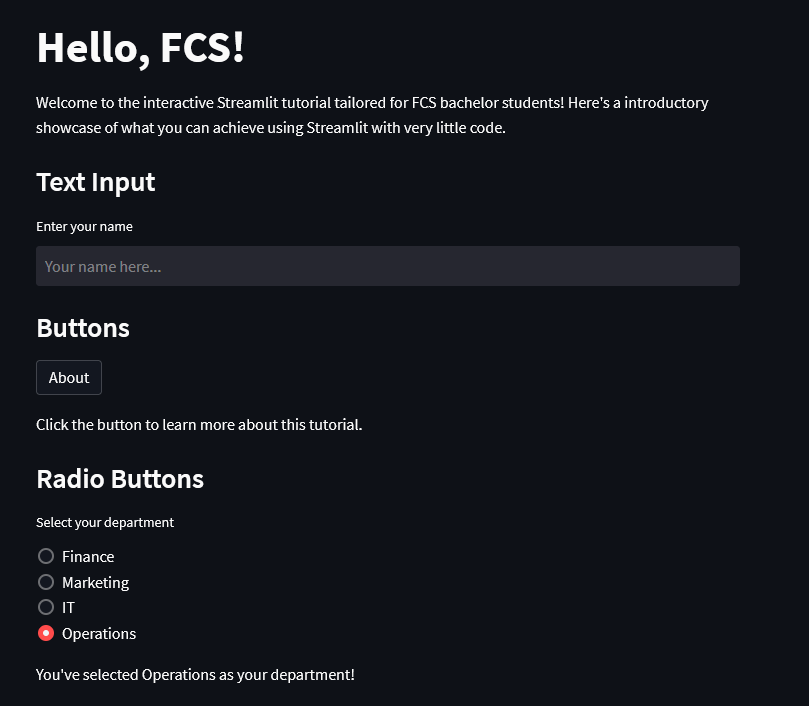 Hello, FCS!
Welcome to the interactive Streamlit tutorial tailored for FCS bachelor students! Here's a introductory
showcase of what you can achieve using Streamlit with very little code.
Text Input
Enter your name
Your name here...
Buttons
About
Click the button to learn more about this tutorial.
Radio Buttons
Select your department
Finance
Marketing
IT
Operations
You've selected Operations as your department!